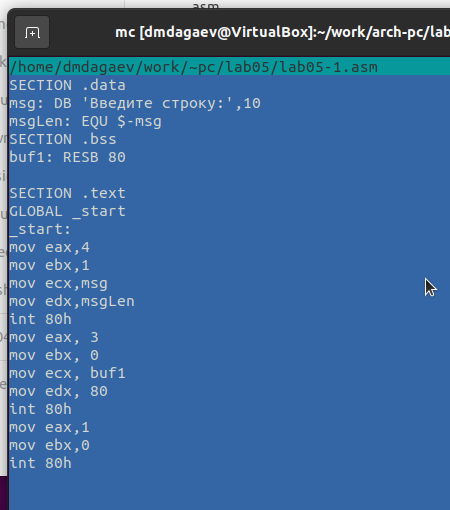 asm
mc [dmdagaev@VirtualBox]:~/work/arch-pc/lab
/home/dmdagaev/work/~pc/lab05/lab05-1.asm
SECTION .data
msg: DB 'Введите строку:',10
msgLen: EQU $-msg
SECTION .bss
buf1: RESB 80
SECTION .text
GLOBAL _start
_start:
mov eax,4
mov ebx,1
mov ecx,msg
mov edx,msgLen
int 80h
mov eax, 3
mov ebx, 0
mov ecx, buf1
mov edx, 80
int 80h
mov eax,1
mov ebx,0
int 80h